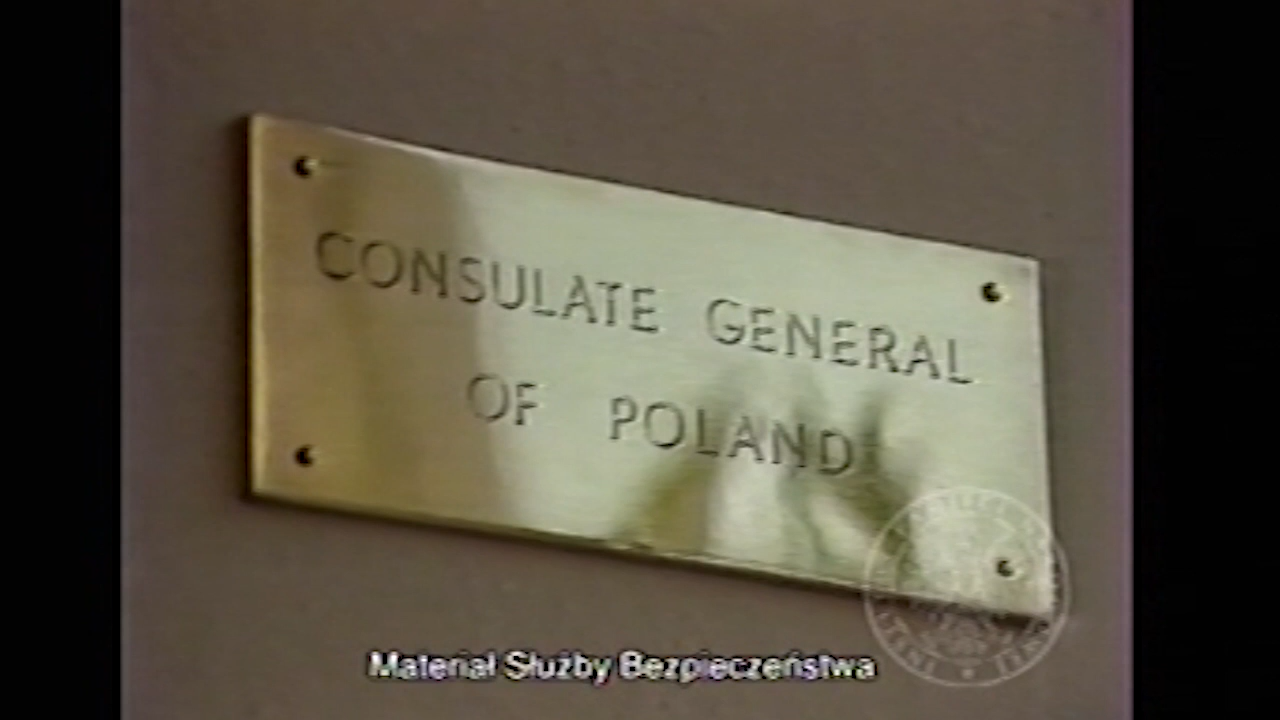 CONSULATE GENERAL
OF POLAND
Materiał Służby Bezpieczeństwa